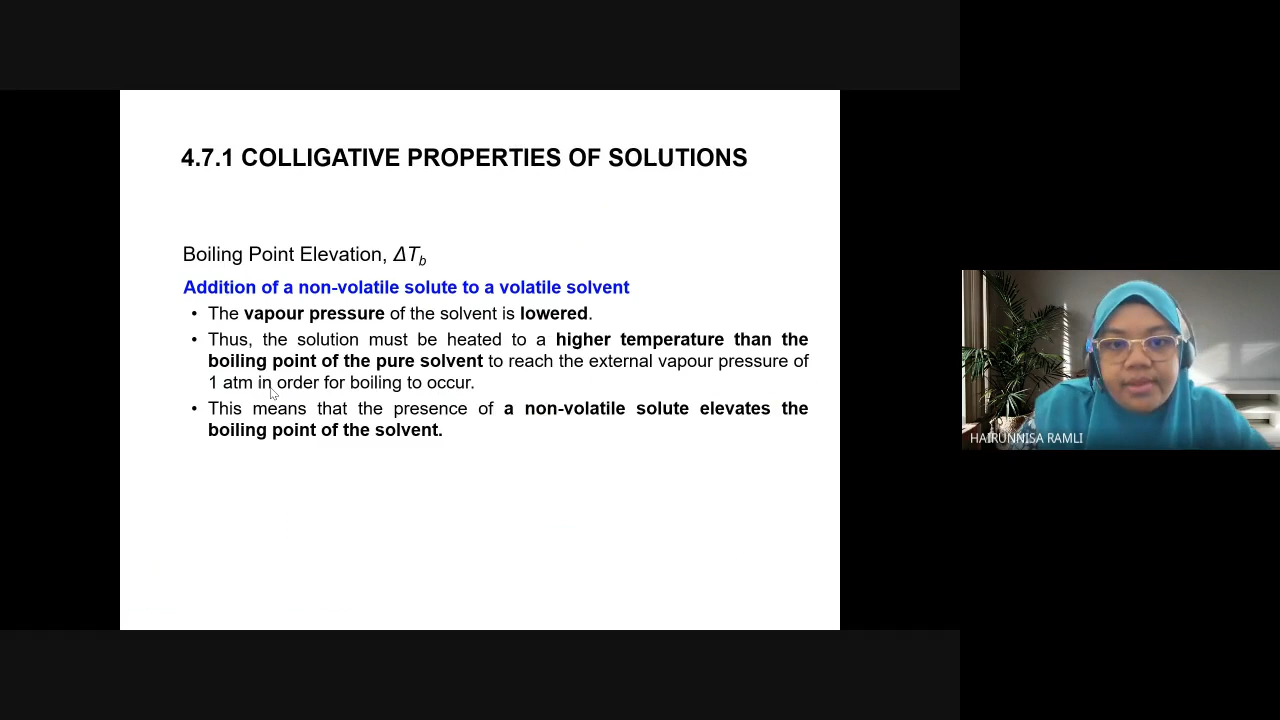 4.7.1 COLLIGATIVE PROPERTIES OF SOLUTIONS
Boiling Point Elevation, ΔTb
Addition of a non-volatile solute to a volatile solvent
• The vapour pressure of the solvent is lowered.
• Thus, the solution must be heated to a higher temperature than the
boiling point of the pure solvent to reach the external vapour pressure of
1 atm in order for boiling to occur.
• This means that the presence of a non-volatile solute elevates the
boiling point of the solvent.
HAIRUNNISA RAMLI